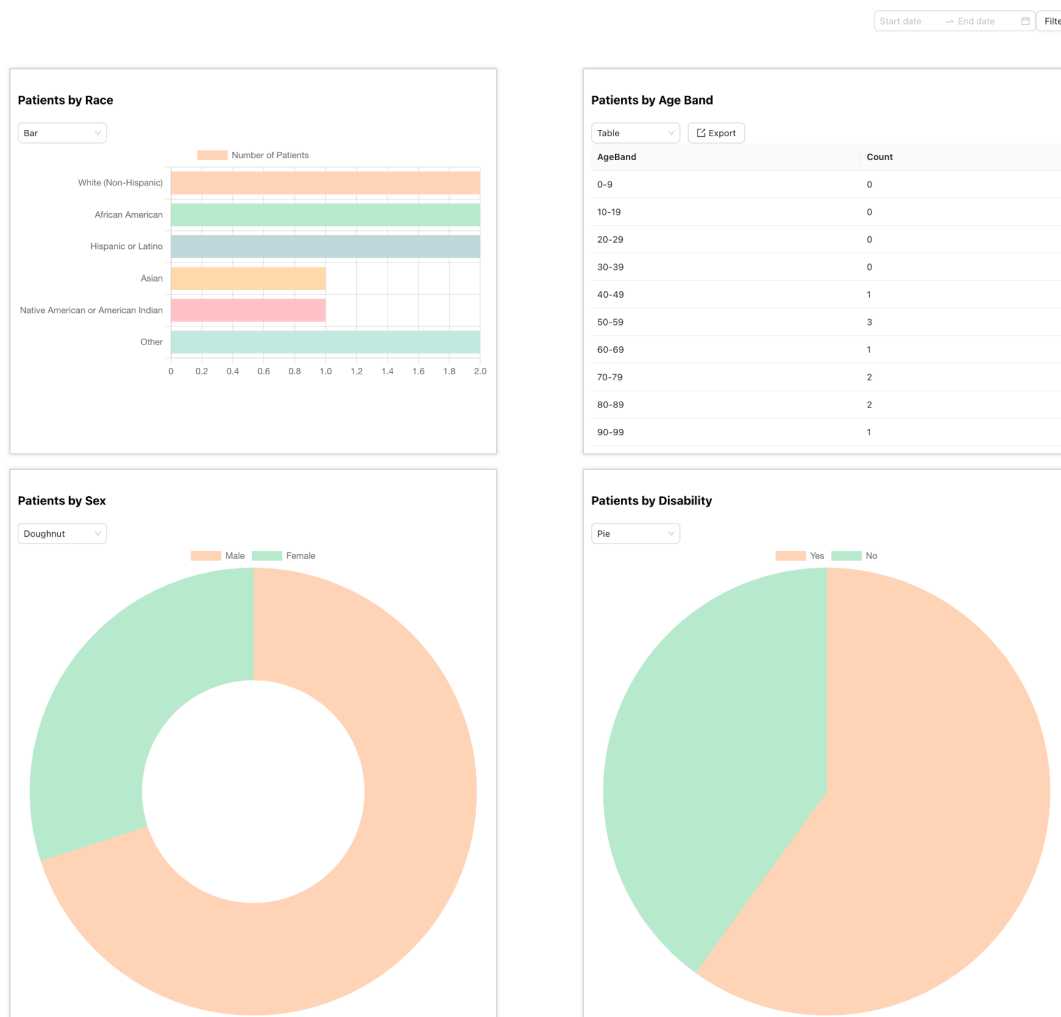 Start date → End date Filte
Patients by Race
Bar
Number of Patients
White (Non-Hispanic)
African American
Hispanic or Latino
Asian
Native American or American Indian
Other
0 0.2 0.4 0.6 0.8 1.0 1.2 1.4 1.6 1.8 2.0
Patients by Age Band
Table Export
AgeBand Count
0-9 0
10-19 0
20-29 0
30-39 0
40-49 1
50-59 3
60-69 1
70-79 2
80-89 2
90-99 1
Patients by Sex
Doughnut
Male Female
Patients by Disability
Pie
Yes No